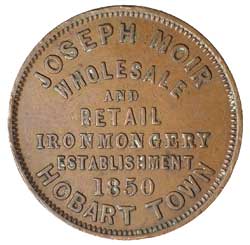 JOSEPH MOIR
WHOLESALE
AND
RETAIL
IRONMONGERY
ESTABLISHMENT
1850
HOBART TOWN